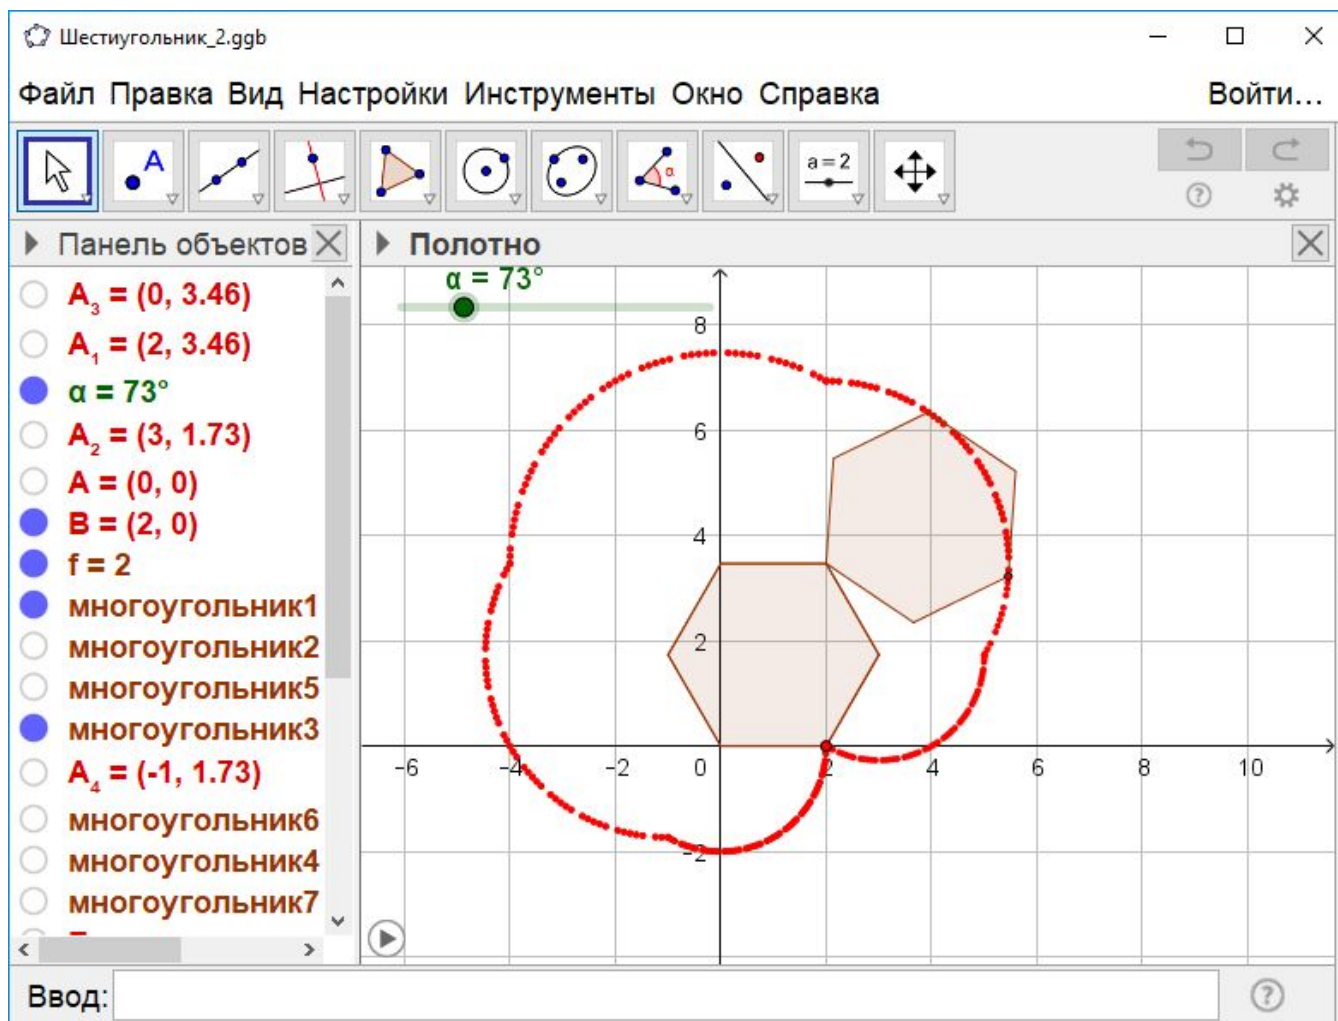 Шестиугольник_2.ggb
Файл Правка Вид Настройки Инструменты Окно Справка Войти...
A α a = 2
Панель объектов Полотно
α = 73°
A₃ = (0, 3.46)
A₁ = (2, 3.46)
α = 73°
A₂ = (3, 1.73)
A = (0, 0)
B = (2, 0)
f = 2
многоугольник1
многоугольник2
многоугольник5
многоугольник3
A₄ = (-1, 1.73)
многоугольник6
многоугольник4
многоугольник7
8
6
4
2
-6 -4 -2 0 2 4 6 8 10
-2
Ввод: